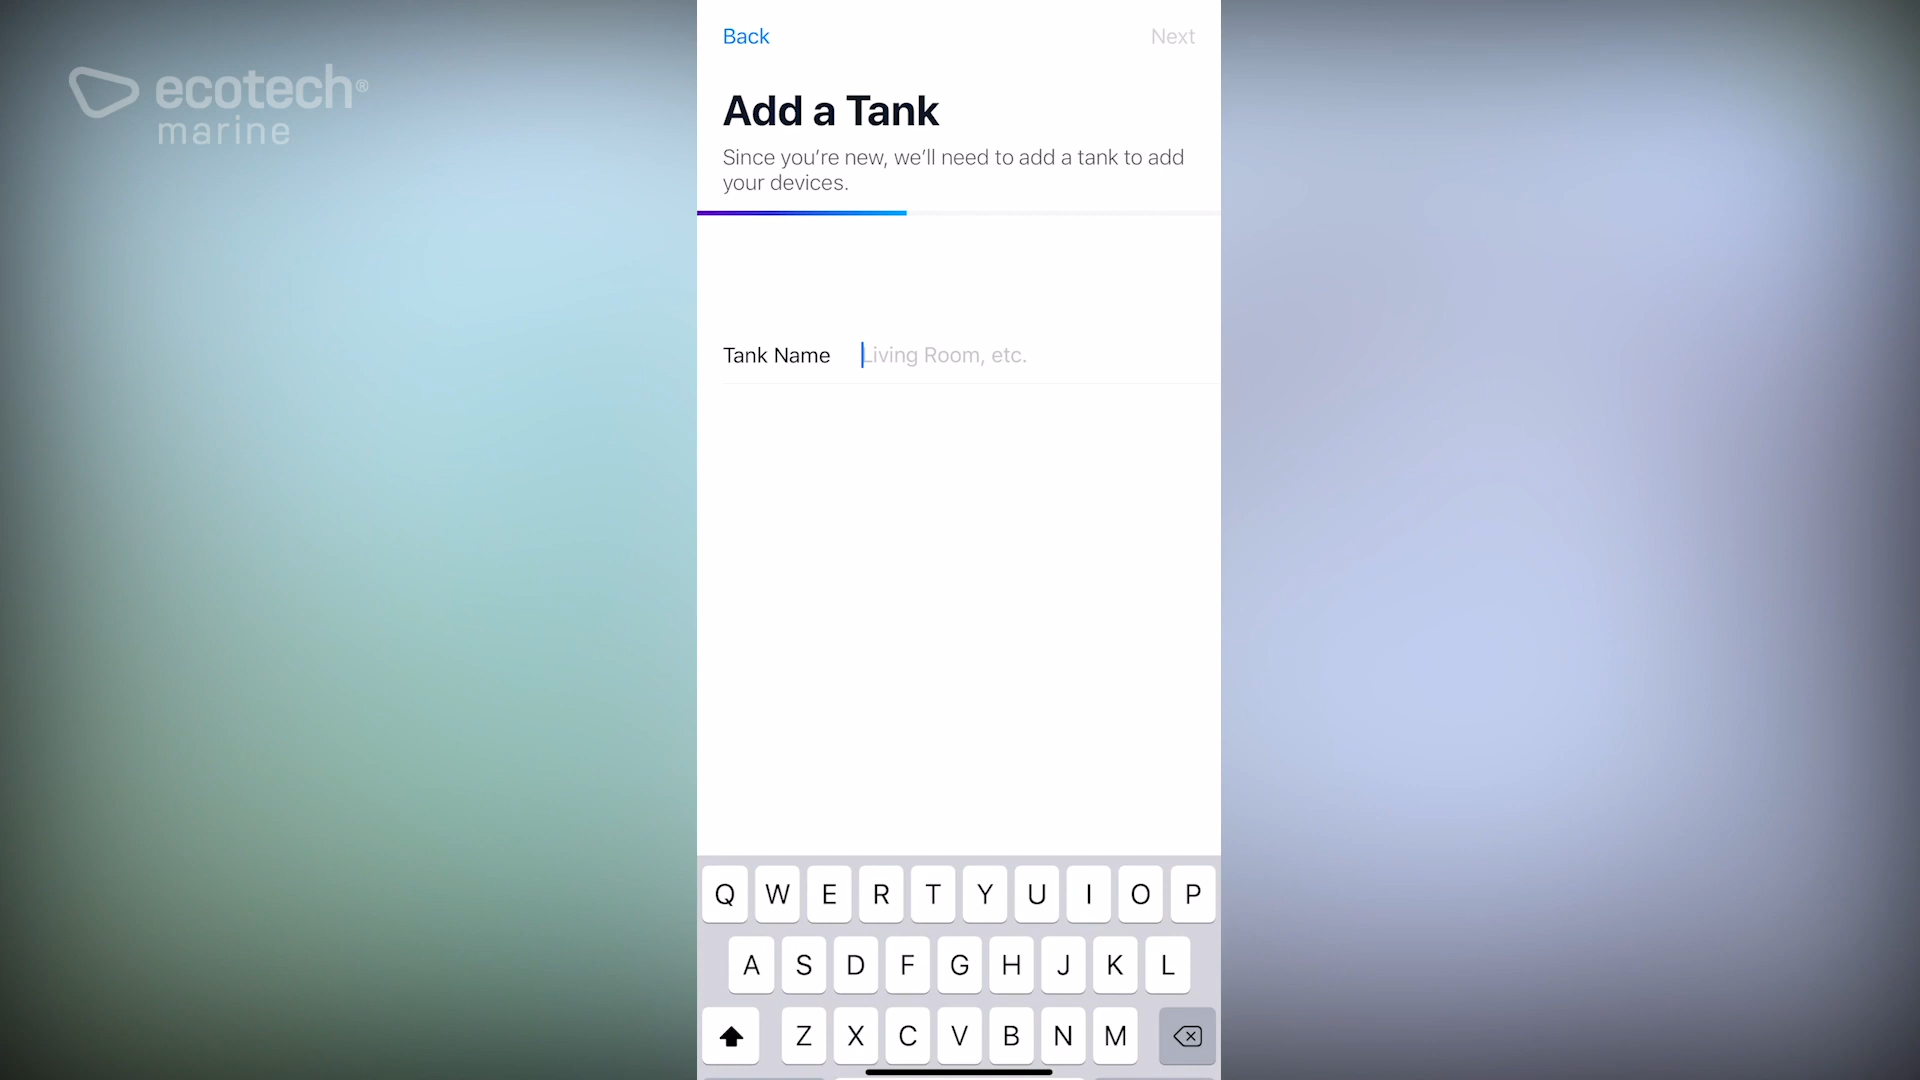 ecotech®
marine
Back
Next
Add a Tank
Since you’re new, we’ll need to add a tank to add
your devices.
Tank Name
Living Room, etc.
Q W E R T Y U I O P
A S D F G H J K L
Z X C V B N M